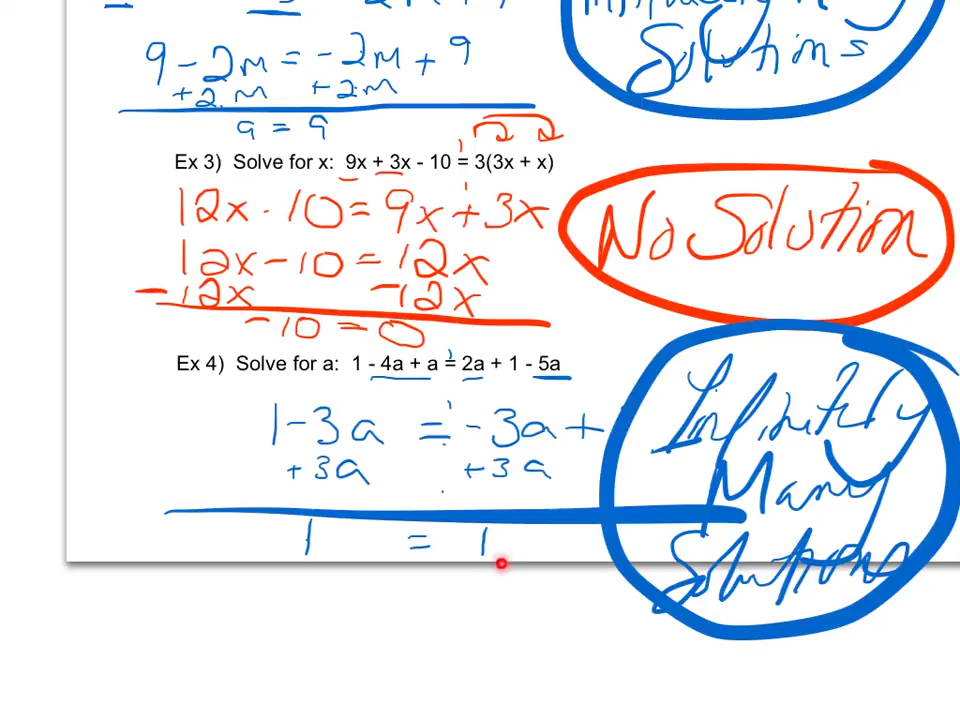 9 - 2m = -2m + 9
+2m +2m
9 = 9
Solutions
Ex 3) Solve for x: 9x + 3x - 10 = 3(3x + x)
12x - 10 = 9x + 3x
12x - 10 = 12x
-12x -12x
-10 = 0
No Solution
Ex 4) Solve for a: 1 - 4a + a = 2a + 1 - 5a
1 - 3a = -3a +
+3a +3a
1 = 1
Infinitely
Many
Solutions